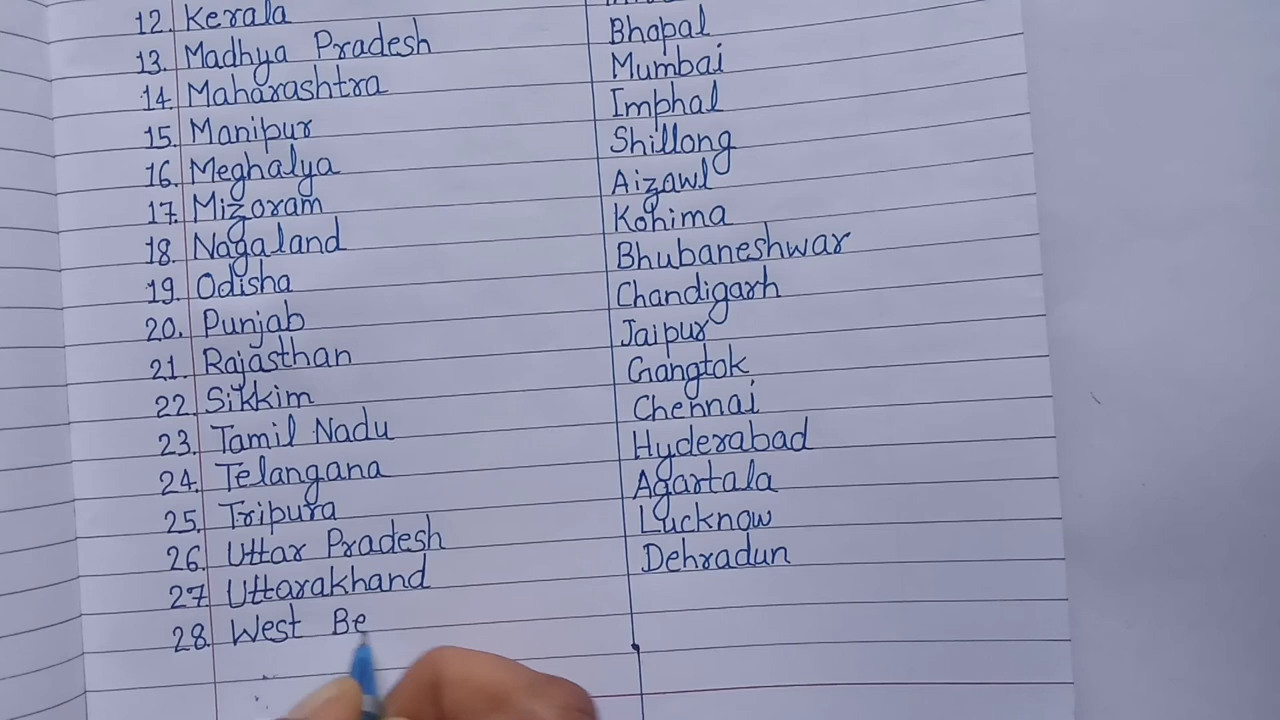 12. Kerala
13. Madhya Pradesh Bhopal
14. Maharashtra Mumbai
15. Manipur Imphal
16. Meghalya Shillong
17. Mizoram Aizawl
18. Nagaland Kohima
19. Odisha Bhubaneshwar
20. Punjab Chandigarh
21. Rajasthan Jaipur
22. Sikkim Gangtok
23. Tamil Nadu Chennai
24. Telangana Hyderabad
25. Tripura Agartala
26. Uttar Pradesh Lucknow
27. Uttarakhand Dehradun
28. West Be